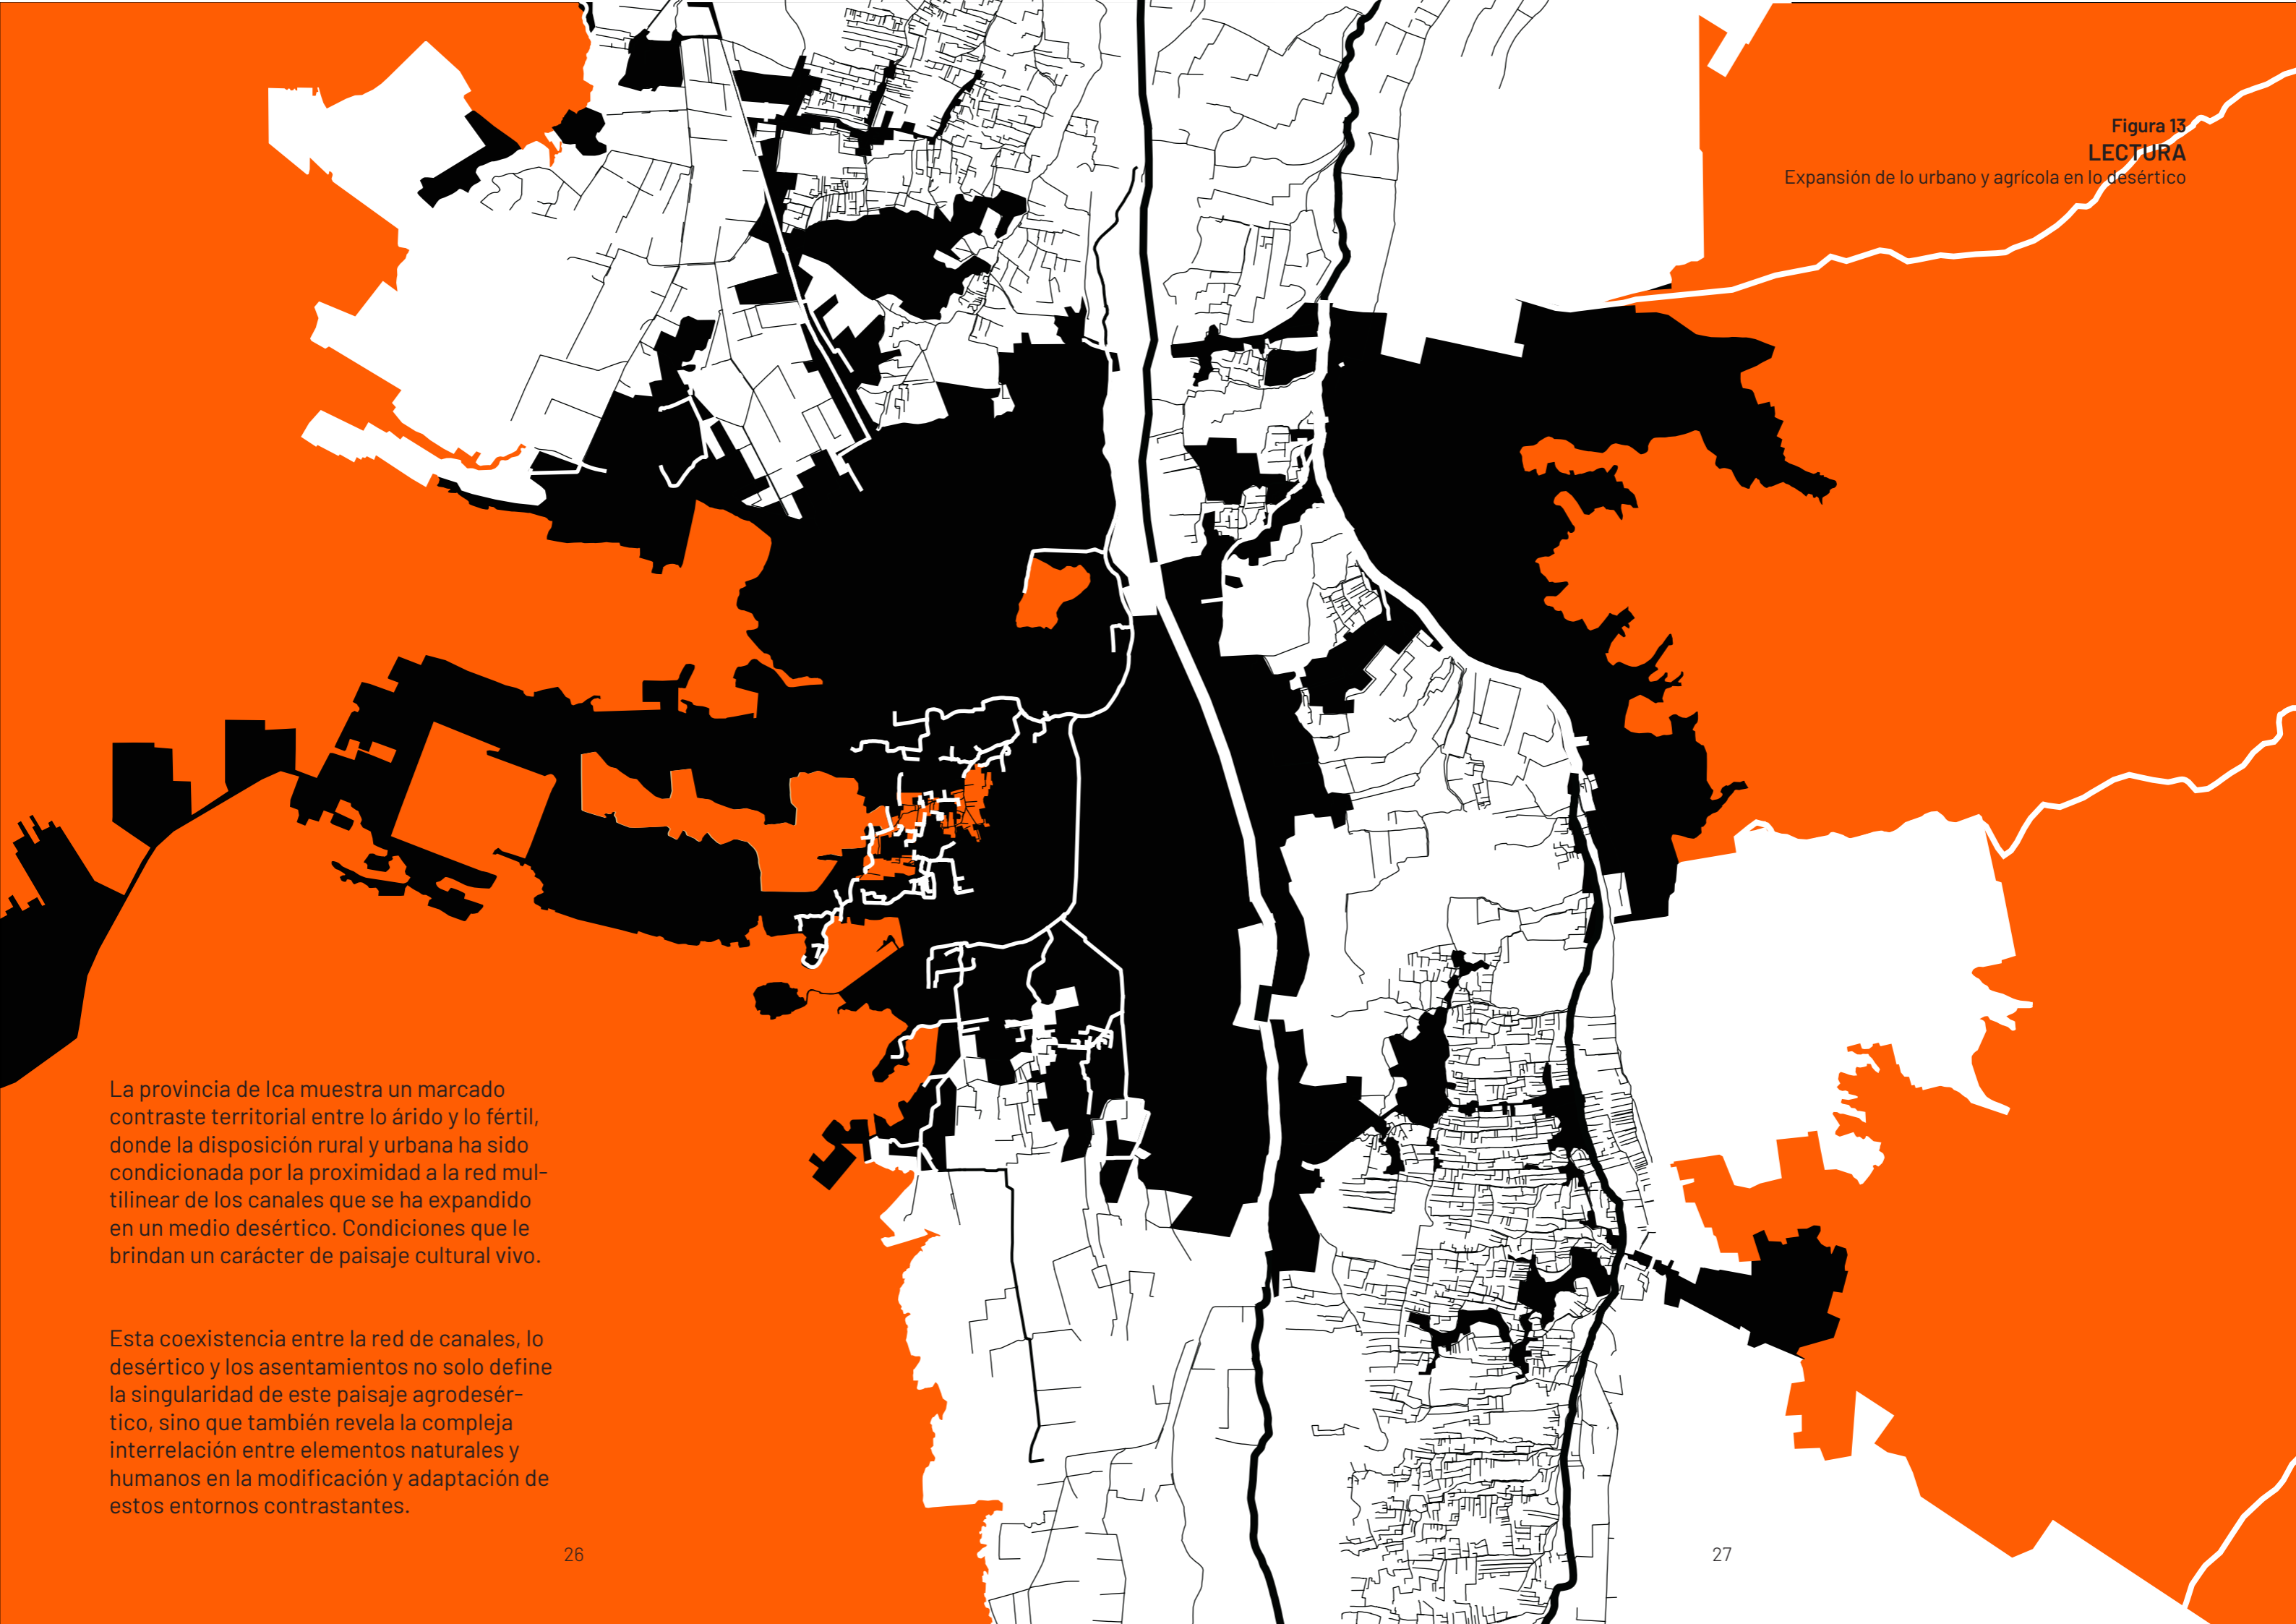 Figura 13
LECTURA
Expansión de lo urbano y agrícola en lo desértico
La provincia de Ica muestra un marcado
contraste territorial entre lo árido y lo fértil,
donde la disposición rural y urbana ha sido
condicionada por la proximidad a la red mul-
tilinear de los canales que se ha expandido
en un medio desértico. Condiciones que le
brindan un carácter de paisaje cultural vivo.
Esta coexistencia entre la red de canales, lo
desértico y los asentamientos no solo define
la singularidad de este paisaje agrodesér-
tico, sino que también revela la compleja
interrelación entre elementos naturales y
humanos en la modificación y adaptación de
estos entornos contrastantes.
26
27